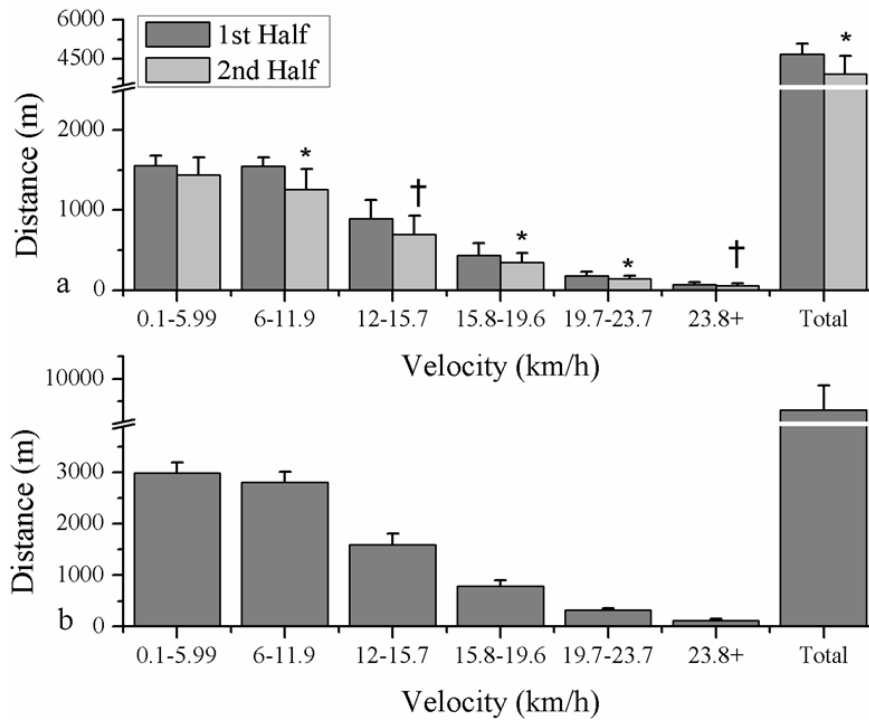 6000
4500
2000
1000
0
Distance (m)
1st Half
2nd Half
*
†
*
*
†
*
a
0.1-5.99 6-11.9 12-15.7 15.8-19.6 19.7-23.7 23.8+ Total
Velocity (km/h)
10000
3000
2000
1000
0
Distance (m)
b
0.1-5.99 6-11.9 12-15.7 15.8-19.6 19.7-23.7 23.8+ Total
Velocity (km/h)